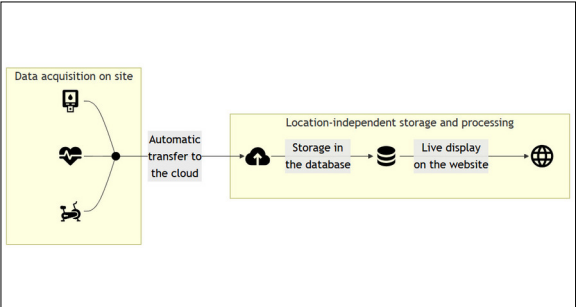 Data acquisition on site
Automatic
transfer to
the cloud
Location-independent storage and processing
Storage in
the database
Live display
on the website